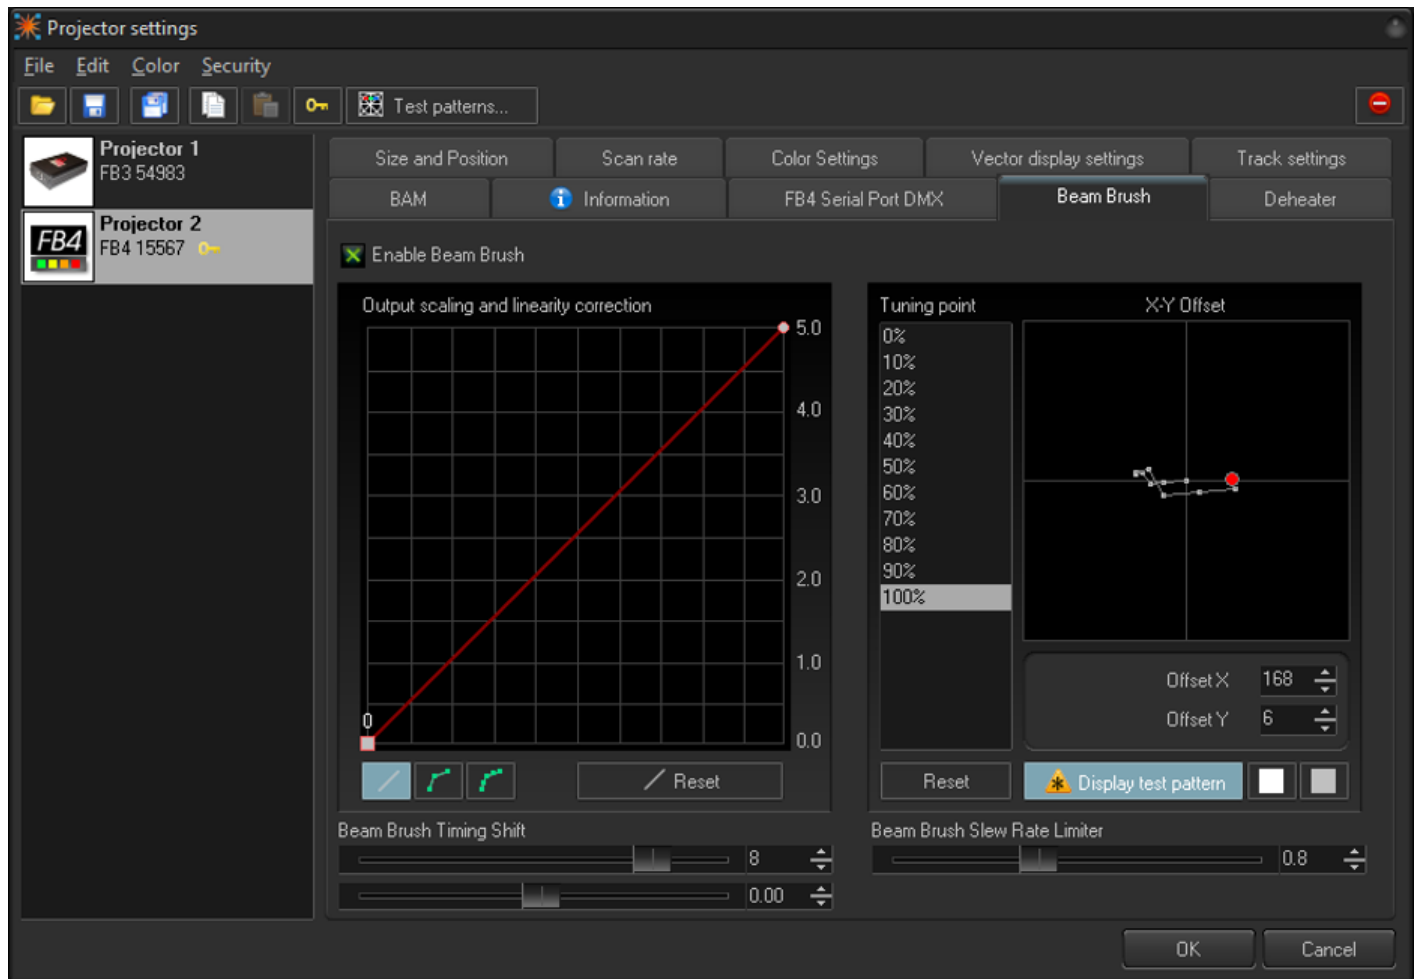 Projector settings
File Edit Color Security
Test patterns...
Projector 1
FB3 54983
FB4
Projector 2
FB4 15567
Size and Position Scan rate Color Settings Vector display settings Track settings
BAM Information FB4 Serial Port DMX Beam Brush Deheater
Enable Beam Brush
Output scaling and linearity correction
5.0
4.0
3.0
2.0
1.0
0
0.0
Reset
Tuning point X-Y Offset
0%
10%
20%
30%
40%
50%
60%
70%
80%
90%
100%
Offset X 168
Offset Y 6
Reset Display test pattern
Beam Brush Timing Shift
8
0.00
Beam Brush Slew Rate Limiter
0.8
OK Cancel